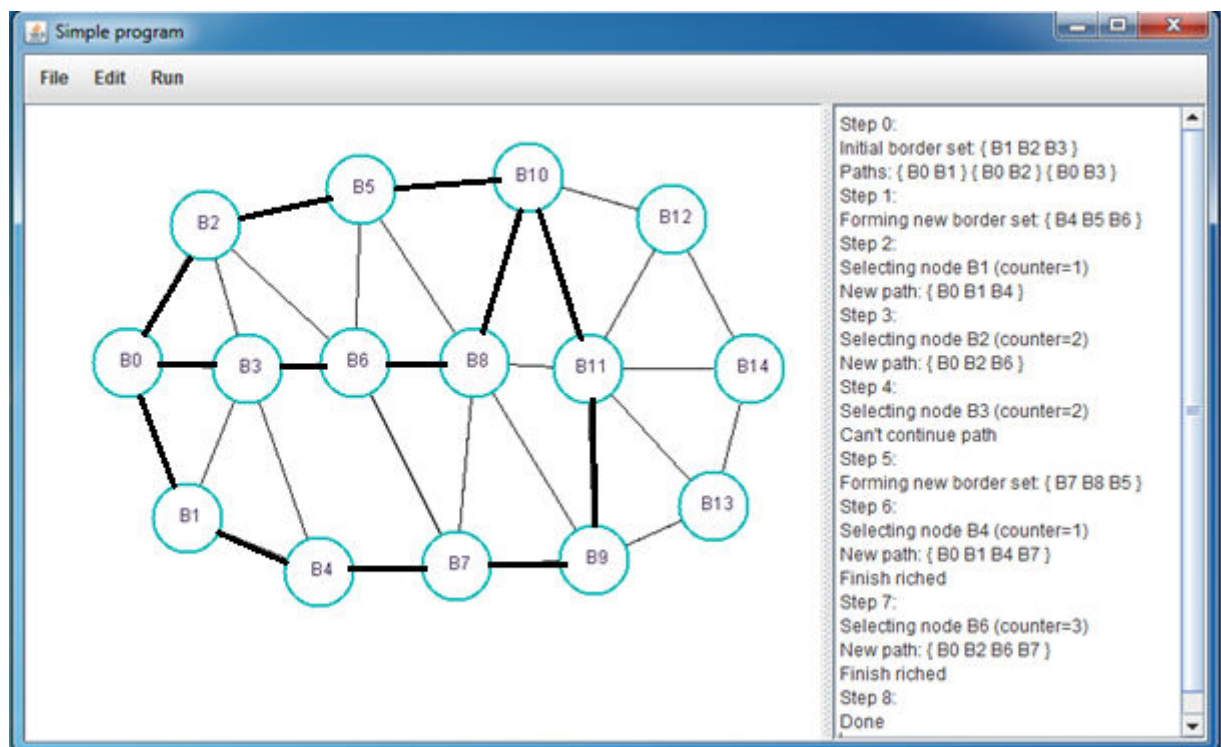 Simple program
File Edit Run
B5
B10
B2
B12
B0
B3
B6
B8
B11
B14
B1
B13
B4
B7
B9
Step 0:
Initial border set: { B1 B2 B3 }
Paths: { B0 B1 } { B0 B2 } { B0 B3 }
Step 1:
Forming new border set: { B4 B5 B6 }
Step 2:
Selecting node B1 (counter=1)
New path: { B0 B1 B4 }
Step 3:
Selecting node B2 (counter=2)
New path: { B0 B2 B6 }
Step 4:
Selecting node B3 (counter=2)
Can't continue path
Step 5:
Forming new border set: { B7 B8 B5 }
Step 6:
Selecting node B4 (counter=1)
New path: { B0 B1 B4 B7 }
Finish riched
Step 7:
Selecting node B6 (counter=3)
New path: { B0 B2 B6 B7 }
Finish riched
Step 8:
Done